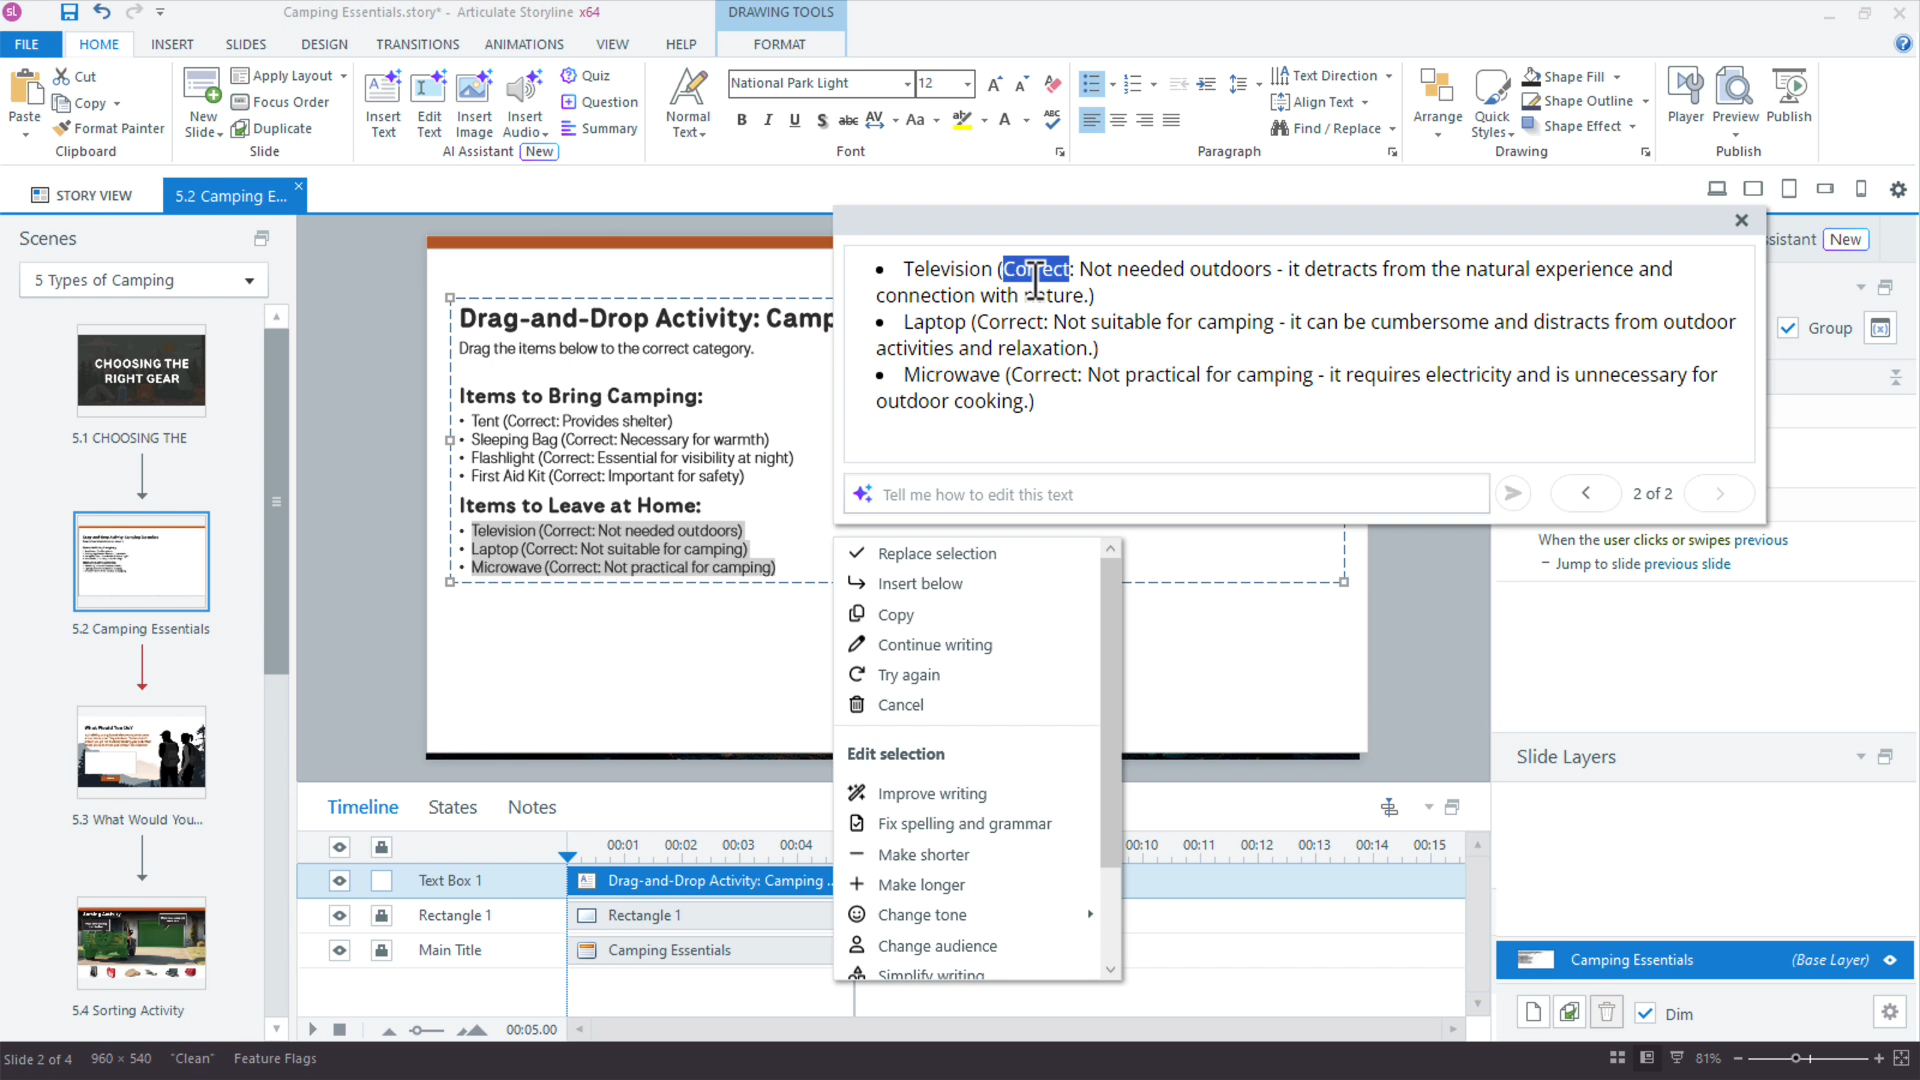 sl
Camping Essentials.story* - Articulate Storyline x64
DRAWING TOOLS
FILE
HOME
INSERT
SLIDES
DESIGN
TRANSITIONS
ANIMATIONS
VIEW
HELP
FORMAT
Paste
Cut
Copy
Format Painter
Clipboard
New Slide
Apply Layout
Focus Order
Duplicate
Slide
Insert Text
Edit Text
Insert Image
Insert Audio
Quiz
Question
Summary
AI Assistant New
Normal Text
National Park Light
12
Font
Text Direction
Align Text
Find / Replace
Paragraph
Arrange
Quick Styles
Shape Fill
Shape Outline
Shape Effect
Drawing
Player
Preview
Publish
Publish
STORY VIEW
5.2 Camping E...
Scenes
5 Types of Camping
CHOOSING THE
RIGHT GEAR
5.1 CHOOSING THE
5.2 Camping Essentials
What Would You Do?
5.3 What Would You...
Sorting Activity
5.4 Sorting Activity
Drag-and-Drop Activity: Camp
Drag the items below to the correct category.
Items to Bring Camping:
• Tent (Correct: Provides shelter)
• Sleeping Bag (Correct: Necessary for warmth)
• Flashlight (Correct: Essential for visibility at night)
• First Aid Kit (Correct: Important for safety)
Items to Leave at Home:
• Television (Correct: Not needed outdoors)
• Laptop (Correct: Not suitable for camping)
• Microwave (Correct: Not practical for camping)
• Television (Correct: Not needed outdoors - it detracts from the natural experience and
connection with nature.)
• Laptop (Correct: Not suitable for camping - it can be cumbersome and distracts from outdoor
activities and relaxation.)
• Microwave (Correct: Not practical for camping - it requires electricity and is unnecessary for
outdoor cooking.)
Tell me how to edit this text
2 of 2
Replace selection
Insert below
Copy
Continue writing
Try again
Cancel
Edit selection
Improve writing
Fix spelling and grammar
Make shorter
Make longer
Change tone
Change audience
Simplify writing
ssistant New
Group
When the user clicks or swipes previous
– Jump to slide previous slide
Slide Layers
Camping Essentials (Base Layer)
Dim
Timeline
States
Notes
00:01 00:02 00:03 00:04 00:10 00:11 00:12 00:13 00:14 00:15
Text Box 1
Drag-and-Drop Activity: Camping ...
Rectangle 1
Rectangle 1
Main Title
Camping Essentials
00:05.00
Slide 2 of 4
960 × 540
"Clean"
Feature Flags
81%